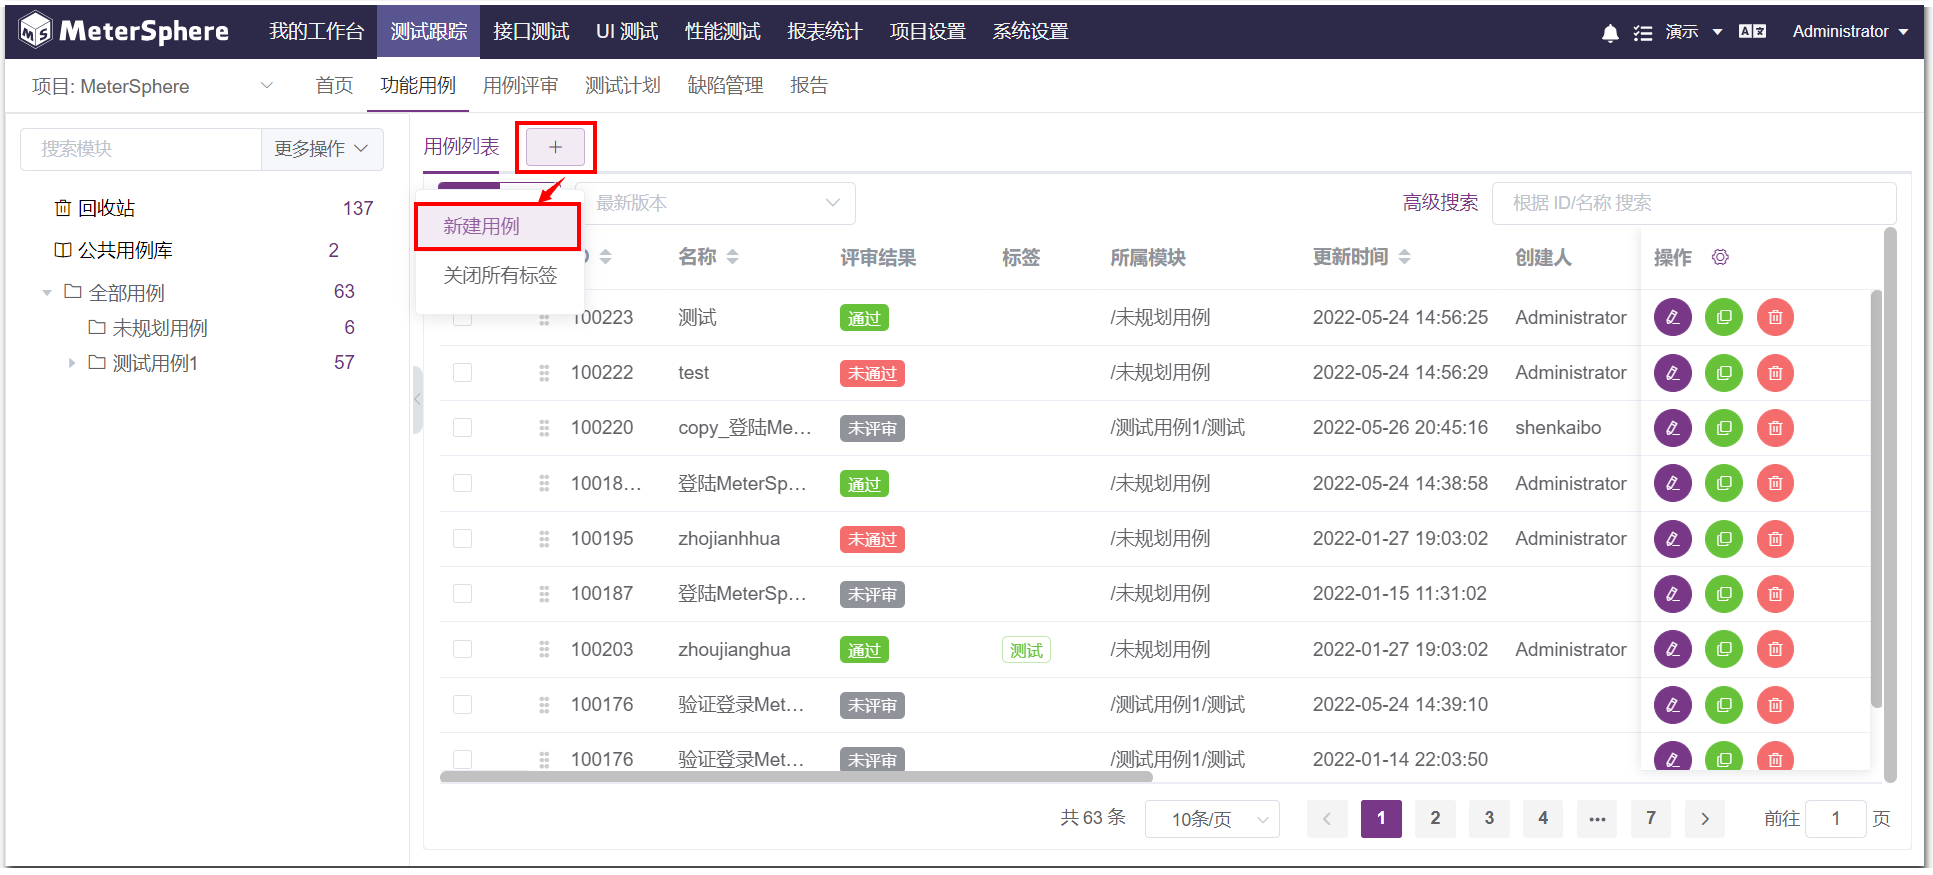 MeterSphere 我的工作台 测试跟踪 接口测试 UI 测试 性能测试 报表统计 项目设置 系统设置 演示 Administrator
项目: MeterSphere 首页 功能用例 用例评审 测试计划 缺陷管理 报告
搜索模块 更多操作
回收站 137
公共用例库 2
全部用例 63
未规划用例 6
测试用例1 57
用例列表 +
新建用例
关闭所有标签
最新版本 高级搜索 根据 ID/名称 搜索
名称 评审结果 标签 所属模块 更新时间 创建人 操作
100223 测试 通过 /未规划用例 2022-05-24 14:56:25 Administrator
100222 test 未通过 /未规划用例 2022-05-24 14:56:29 Administrator
100220 copy_登陆Me... 未评审 /测试用例1/测试 2022-05-26 20:45:16 shenkaibo
10018... 登陆MeterSp... 通过 /未规划用例 2022-05-24 14:38:58 Administrator
100195 zhojianhhua 未通过 /未规划用例 2022-01-27 19:03:02 Administrator
100187 登陆MeterSp... 未评审 /未规划用例 2022-01-15 11:31:02
100203 zhoujianghua 通过 测试 /未规划用例 2022-01-27 19:03:02 Administrator
100176 验证登录Met... 未评审 /测试用例1/测试 2022-05-24 14:39:10
100176 验证登录Met... 未评审 /测试用例1/测试 2022-01-14 22:03:50
共 63 条 10条/页 1 2 3 4 ... 7 前往 1 页